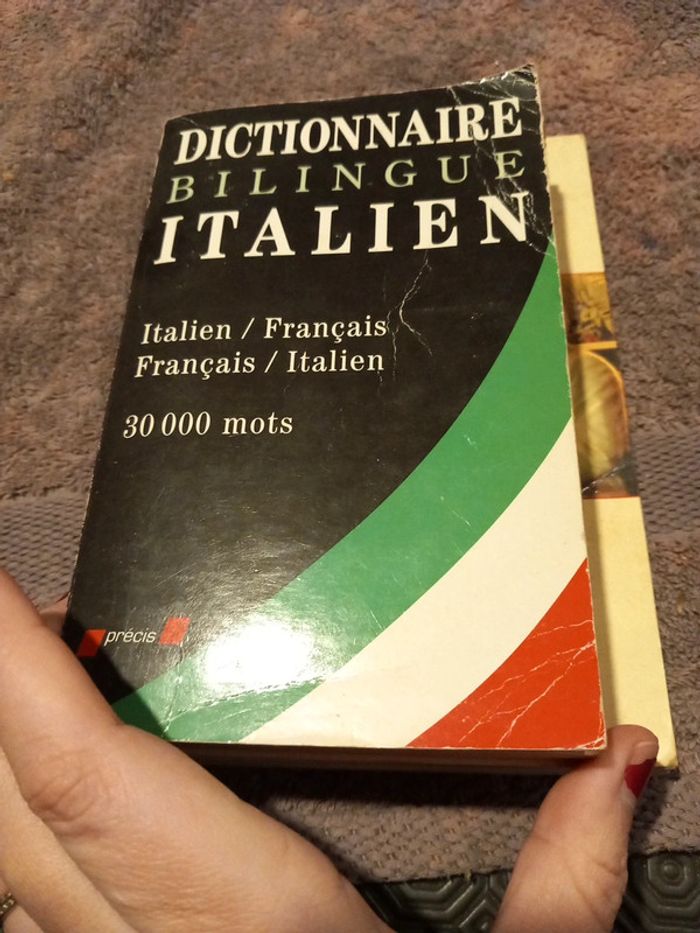 DICTIONNAIRE
BILINGUE
ITALIEN
Italien / Français
Français / Italien
30 000 mots
précis